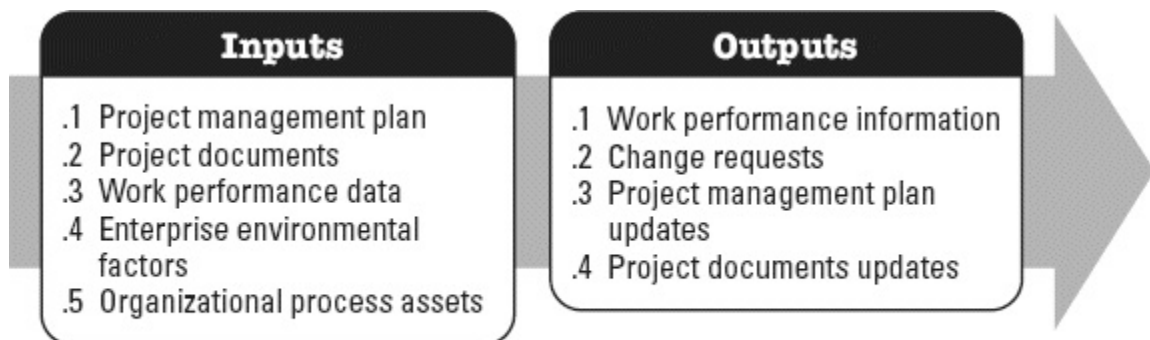 Inputs
.1 Project management plan
.2 Project documents
.3 Work performance data
.4 Enterprise environmental
factors
.5 Organizational process assets
Outputs
.1 Work performance information
.2 Change requests
.3 Project management plan
updates
.4 Project documents updates